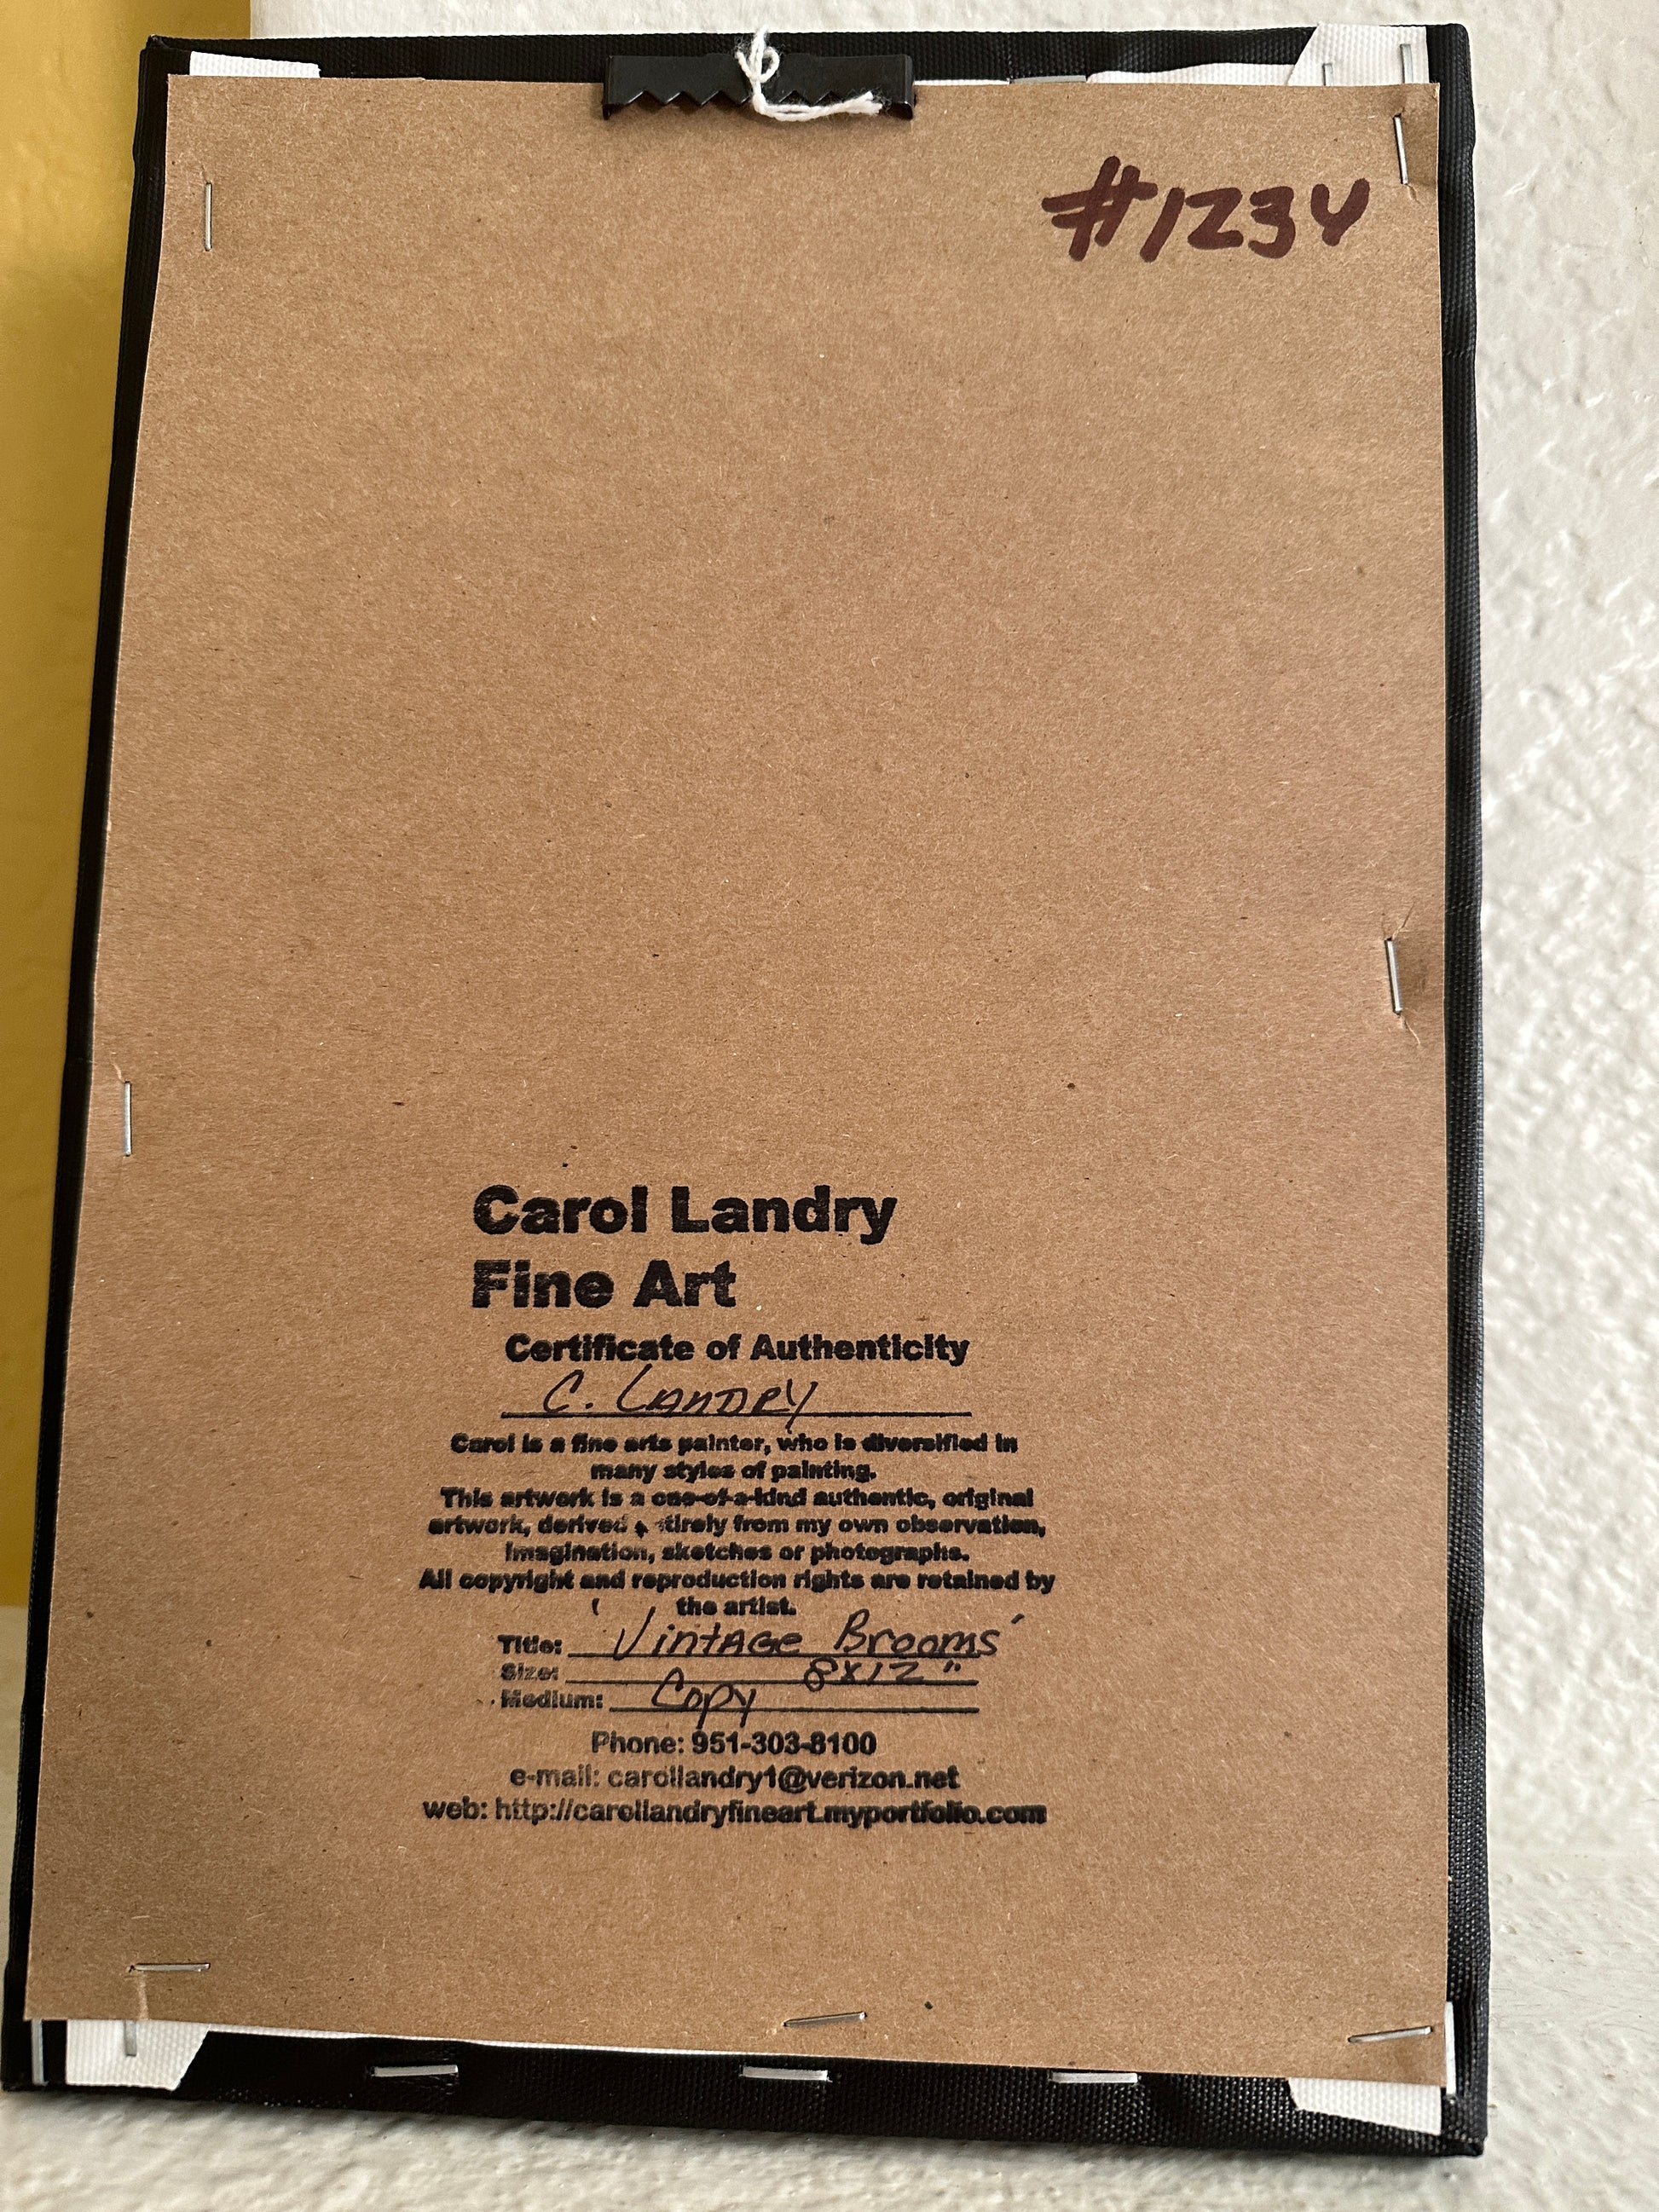 #1234
Carol Landry
Fine Art
Certificate of Authenticity
C. LANDRY
Carol is a fine arts painter, who is diversified in
many styles of painting.
This artwork is a one-of-a-kind authentic, original
artwork, derived from my own observation,
imagination, sketches or photographs.
All copyright and reproduction rights are retained by
the artist.
Title: 'Vintage Brooms'
Size: 8x12"
Medium: Copy
Phone: 951-303-8100
e-mail: carollandry1@verizon.net
web: http://carollandryfineart.myportfolio.com